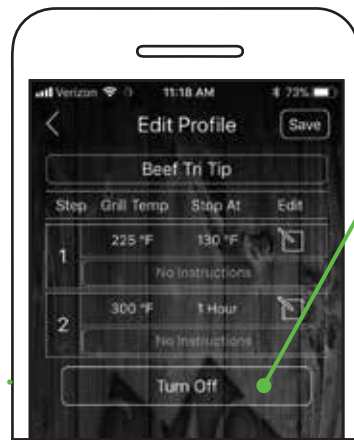 Verizon 11:18 AM 73%
Edit Profile Save
Beef Tri Tip
Step Grill Temp Stop At Edit
1 225 °F 130 °F
No Instructions
2 300 °F 1 Hour
No Instructions
Turn Off